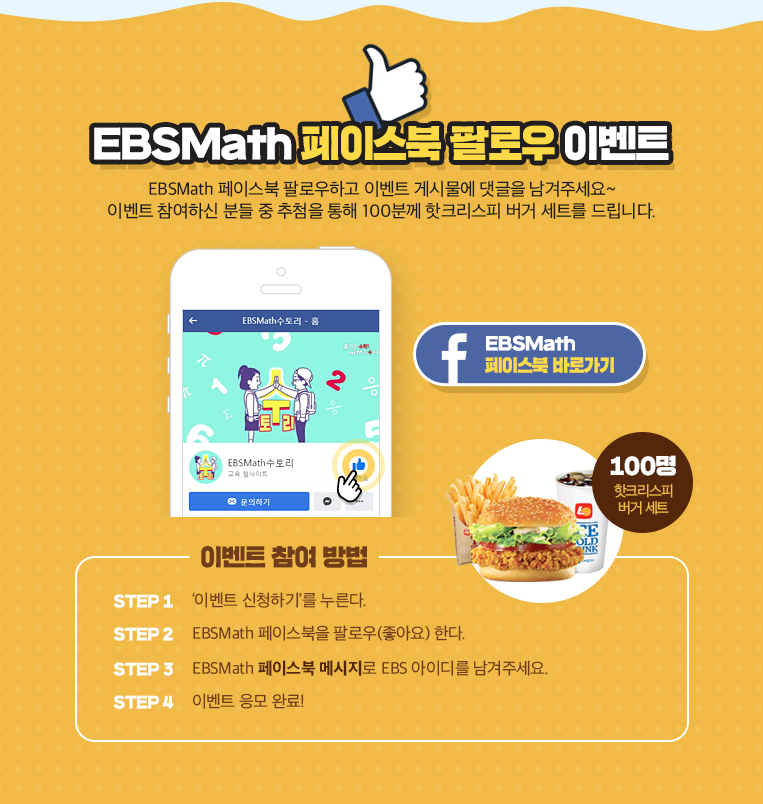 EBSMath 페이스북 팔로우 이벤트
EBSMath 페이스북 팔로우하고 이벤트 게시물에 댓글을 남겨주세요~
이벤트 참여하신 분들 중 추첨을 통해 100분께 핫크리스피 버거 세트를 드립니다.
EBSMath수토리 - 홈
수토리
EBSMath수토리
교육 웹사이트
문의하기
EBSMath
페이스북 바로가기
100명
핫크리스피
버거 세트
이벤트 참여 방법
STEP 1 '이벤트 신청하기'를 누른다.
STEP 2 EBSMath 페이스북을 팔로우(좋아요) 한다.
STEP 3 EBSMath 페이스북 메시지로 EBS 아이디를 남겨주세요.
STEP 4 이벤트 응모 완료!